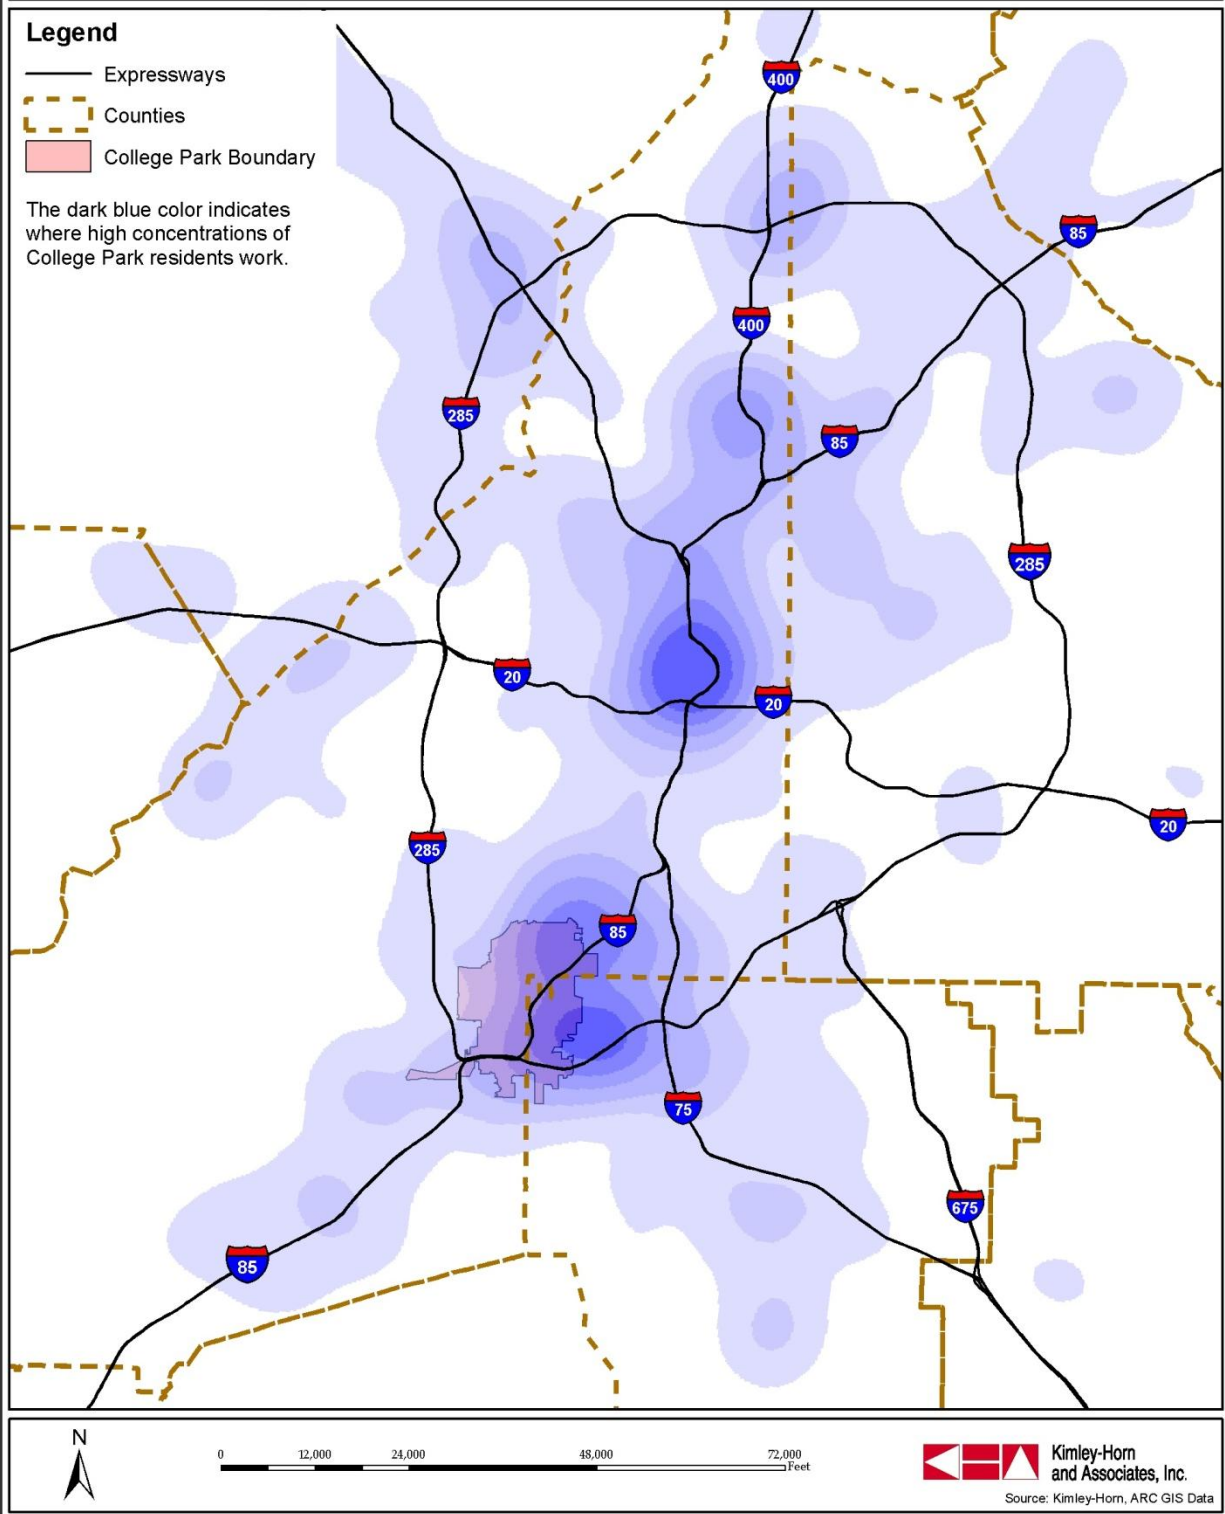 Legend
Expressways
Counties
College Park Boundary
The dark blue color indicates
where high concentrations of
College Park residents work.
400
85
400
285
85
285
20
20
20
285
85
75
675
85
N
0 12,000 24,000 48,000 72,000
Feet
Kimley-Horn
and Associates, Inc.
Source: Kimley-Horn, ARC GIS Data